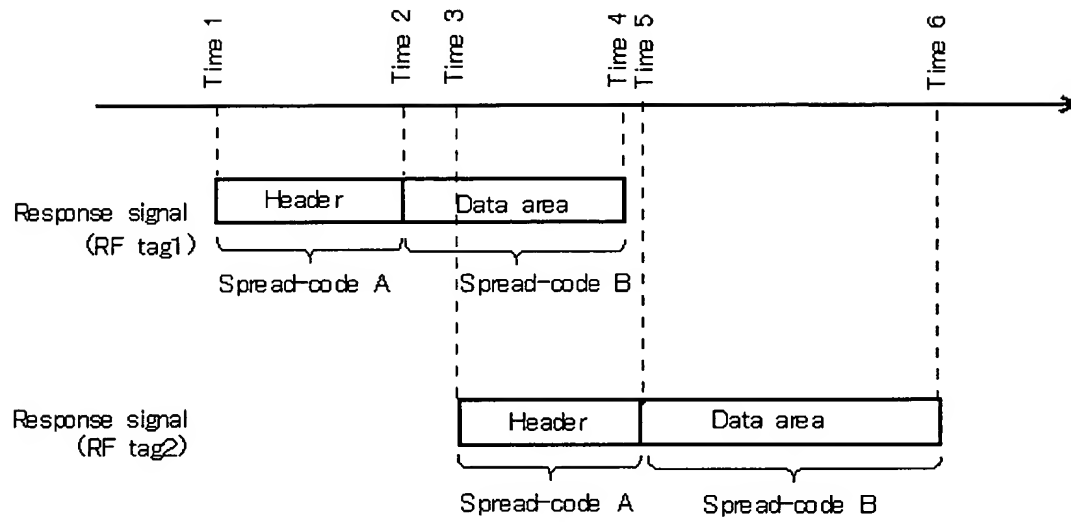 Time 1
Time 2
Time 3
Time 4
Time 5
Time 6
Response signal
(RF tag1)
Header
Data area
Spread-code A
Spread-code B
Response signal
(RF tag2)
Header
Data area
Spread-code A
Spread-code B